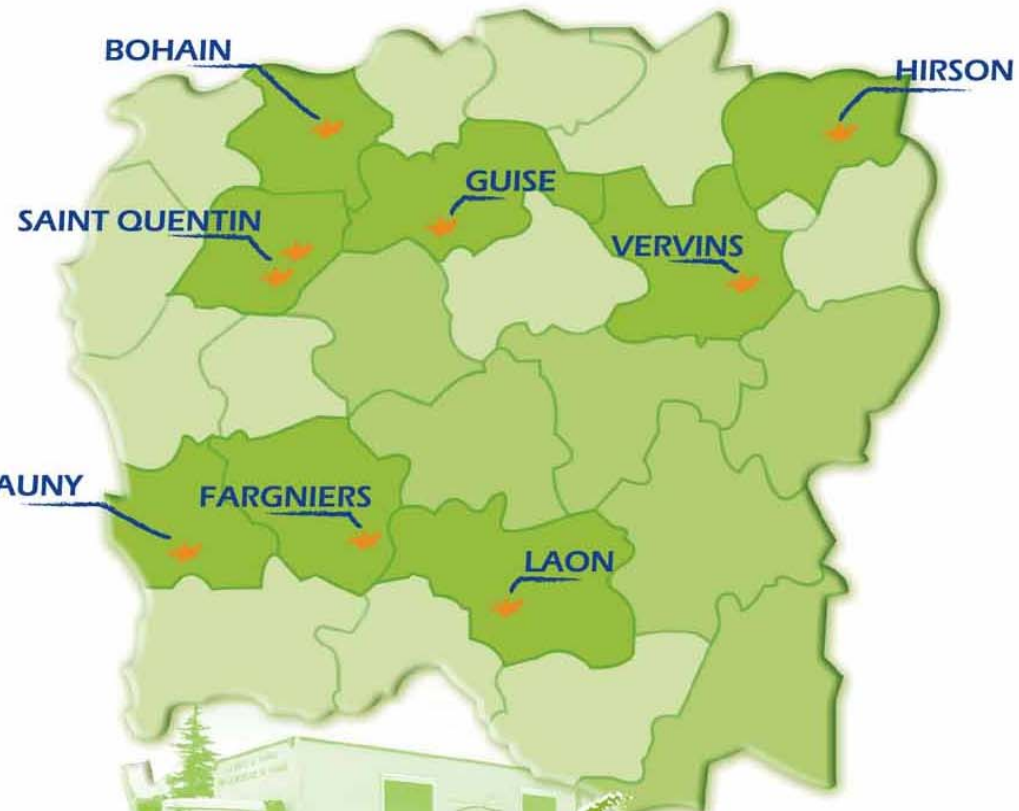 BOHAIN
HIRSON
GUISE
SAINT QUENTIN
VERVINS
AUNY
FARGNIERS
LAON